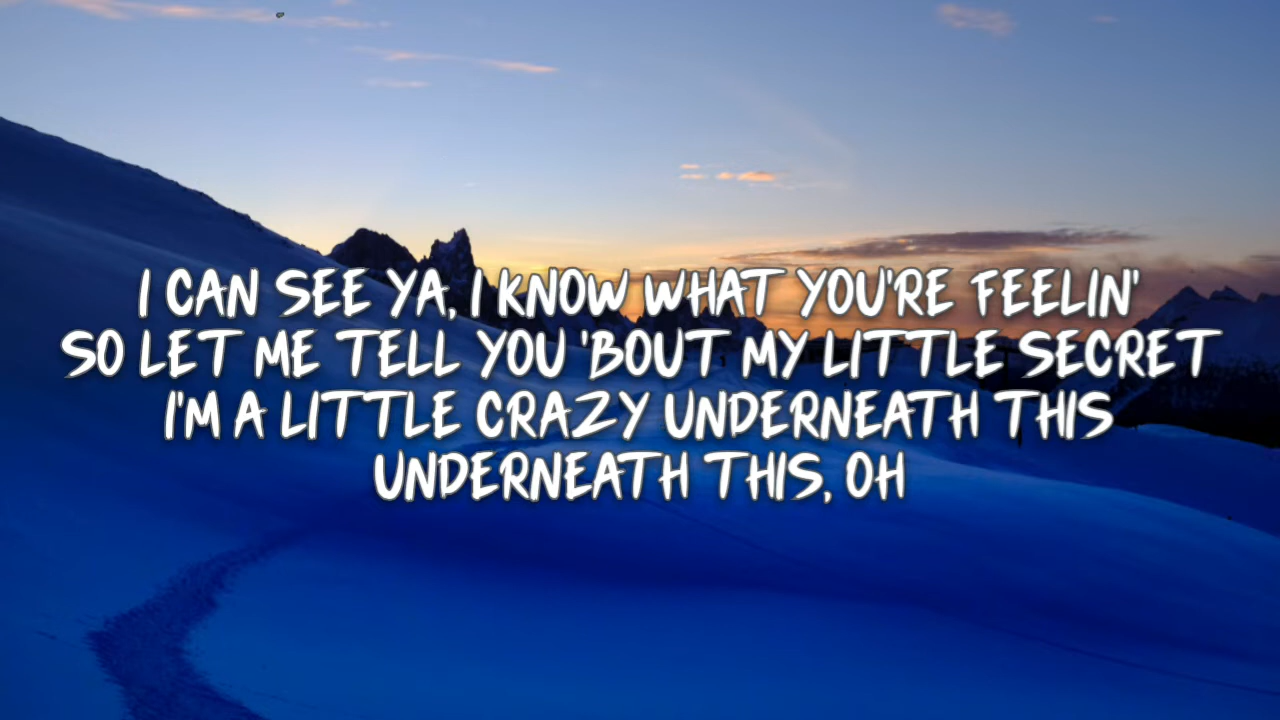 I CAN SEE YA, I KNOW WHAT YOU'RE FEELIN'
SO LET ME TELL YOU 'BOUT MY LITTLE SECRET
I'M A LITTLE CRAZY UNDERNEATH THIS
UNDERNEATH THIS, OH